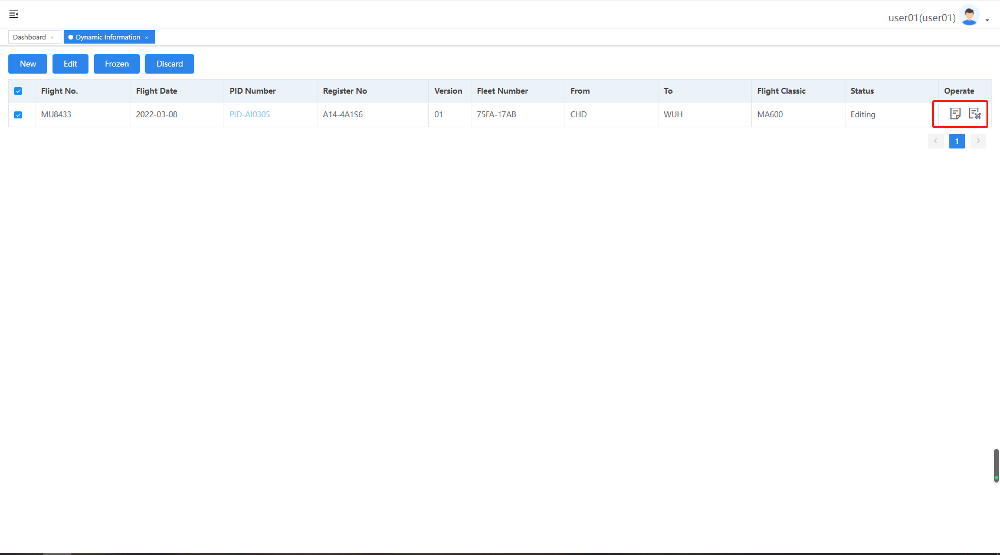 user01(user01)
Dashboard × Dynamic Information ×
New Edit Frozen Discard
Flight No. Flight Date PID Number Register No Version Fleet Number From To Flight Classic Status Operate
MU8433 2022-03-08 PID-AI0305 A14-4A1S6 01 75FA-17AB CHD WUH MA600 Editing
1